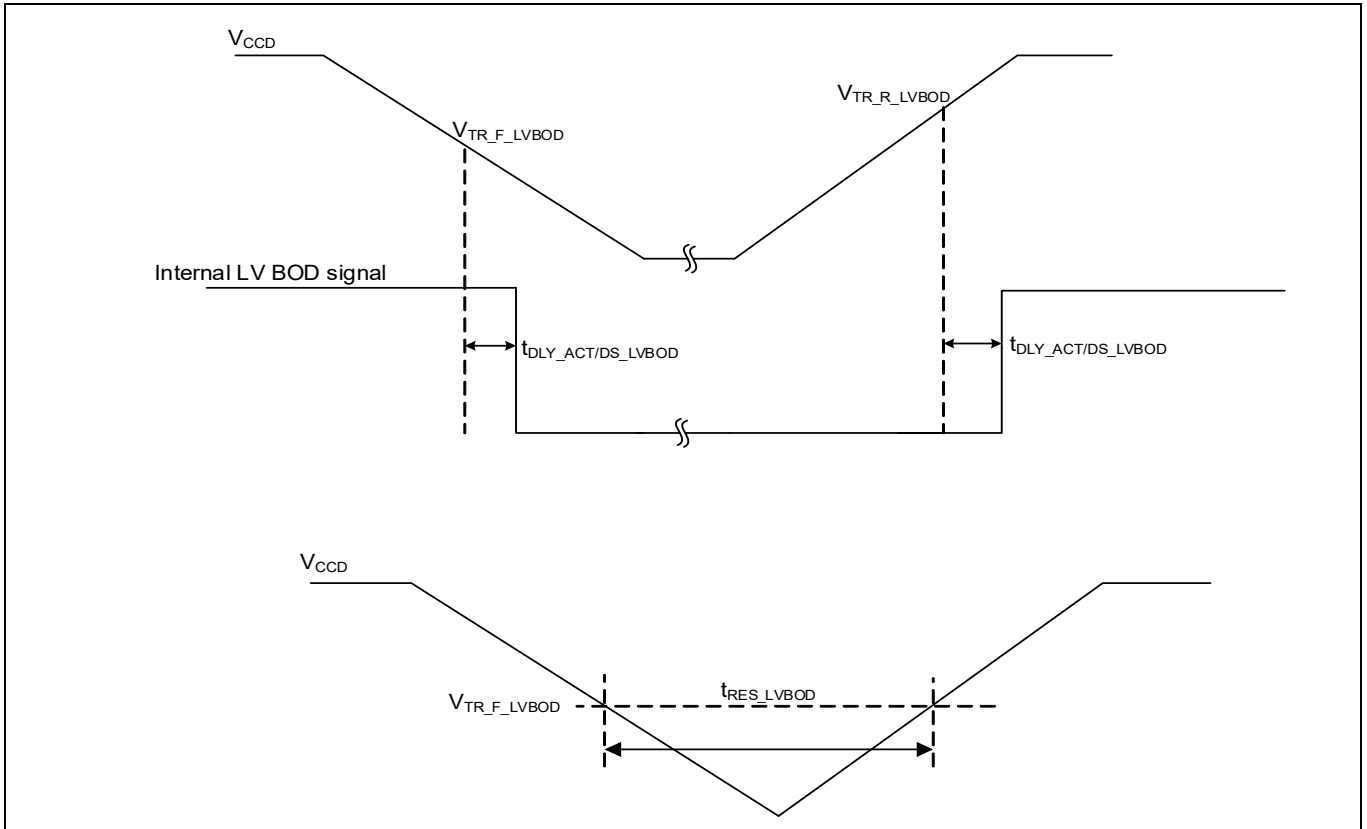 VCCD
VTR_R_LVBOD
VTR_F_LVBOD
Internal LV BOD signal
tDLY_ACT/DS_LVBOD
tDLY_ACT/DS_LVBOD
VCCD
tRES_LVBOD
VTR_F_LVBOD